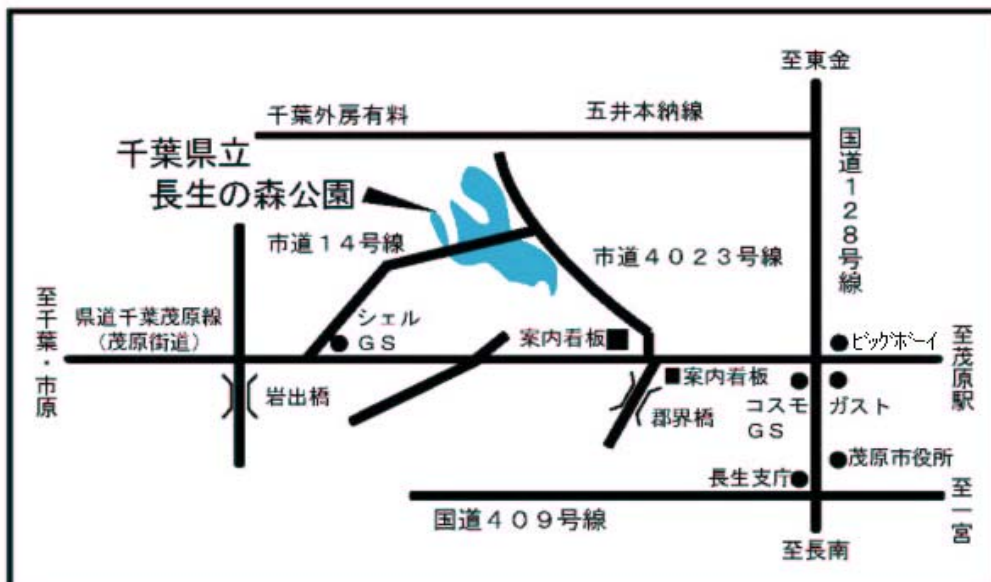 至東金
千葉外房有料
五井本納線
千葉県立
長生の森公園
国道１２８号線
市道１４号線
市道４０２３号線
至千葉・市原
県道千葉茂原線
（茂原街道）
シェル
ＧＳ
案内看板
ビッグボーイ
至茂原駅
岩出橋
案内看板
郡界橋
コスモ
ＧＳ
ガスト
茂原市役所
長生支庁
国道４０９号線
至一宮
至長南